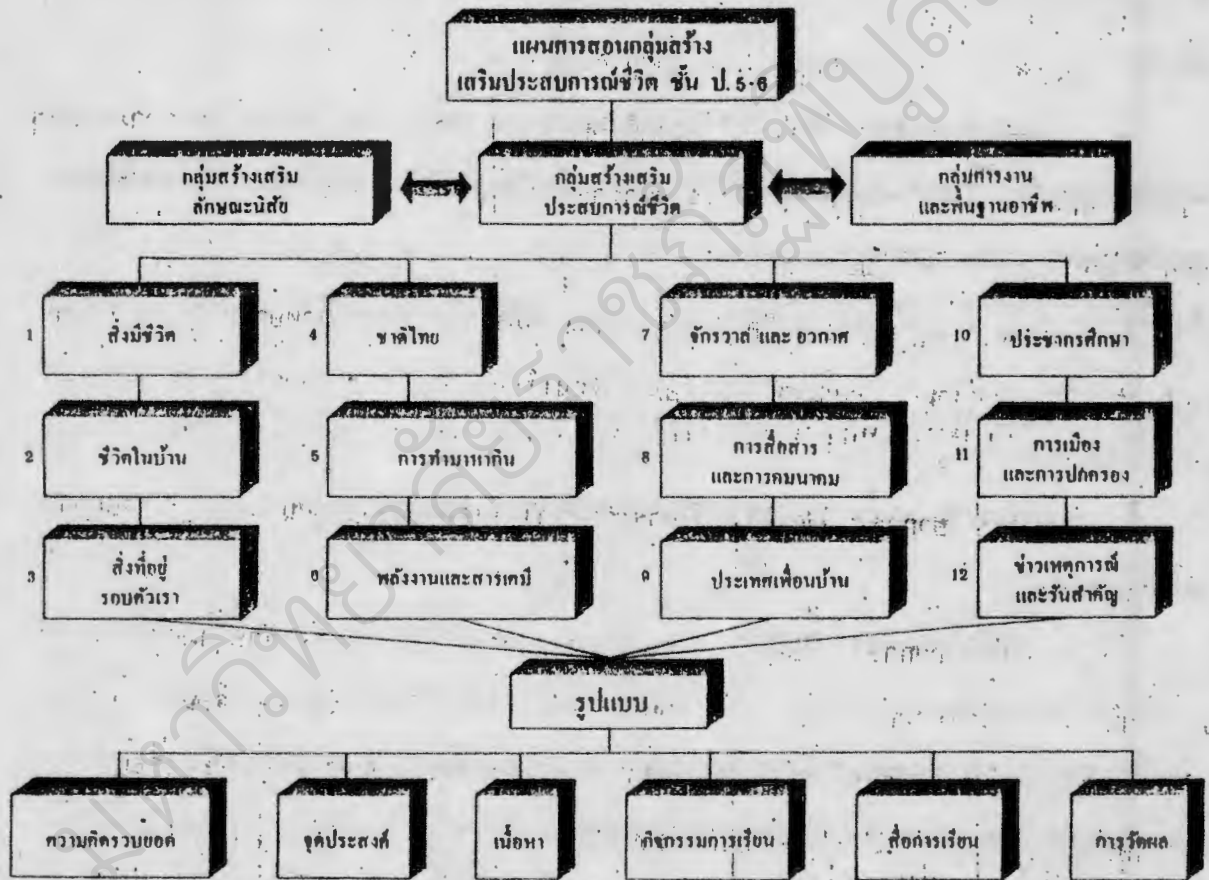 แผนการสอนกลุ่มสร้าง
เสริมประสบการณ์ชีวิต ชั้น ป.5-6
กลุ่มสร้างเสริม
ลักษณะนิสัย
กลุ่มสร้างเสริม
ประสบการณ์ชีวิต
กลุ่มการงาน
และพื้นฐานอาชีพ
1 สิ่งมีชีวิต
4 ชาติไทย
7 จักรวาล และ อวกาศ
10 ประชากรศึกษา
2 ชีวิตในบ้าน
5 การทำมาหากิน
8 การสื่อสาร
และการคมนาคม
11 การเมือง
และการปกครอง
3 สิ่งที่อยู่
รอบตัวเรา
6 พลังงานและสารเคมี
9 ประเทศเพื่อนบ้าน
12 ข่าวเหตุการณ์
และวันสำคัญ
รูปแบบ
ความคิดรวบยอด
จุดประสงค์
เนื้อหา
กิจกรรมการเรียน
สื่อการเรียน
การวัดผล